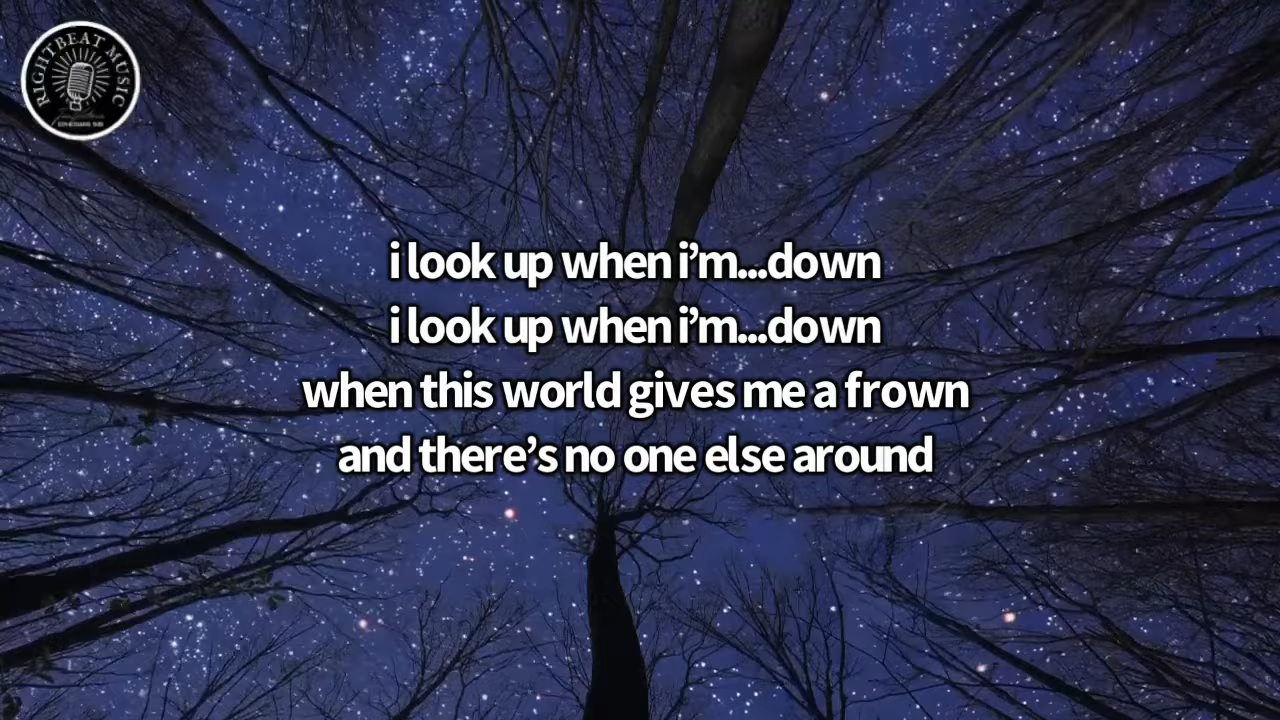 RIGHTBEAT MUSIC
i look up when i’m...down
i look up when i’m...down
when this world gives me a frown
and there’s no one else around